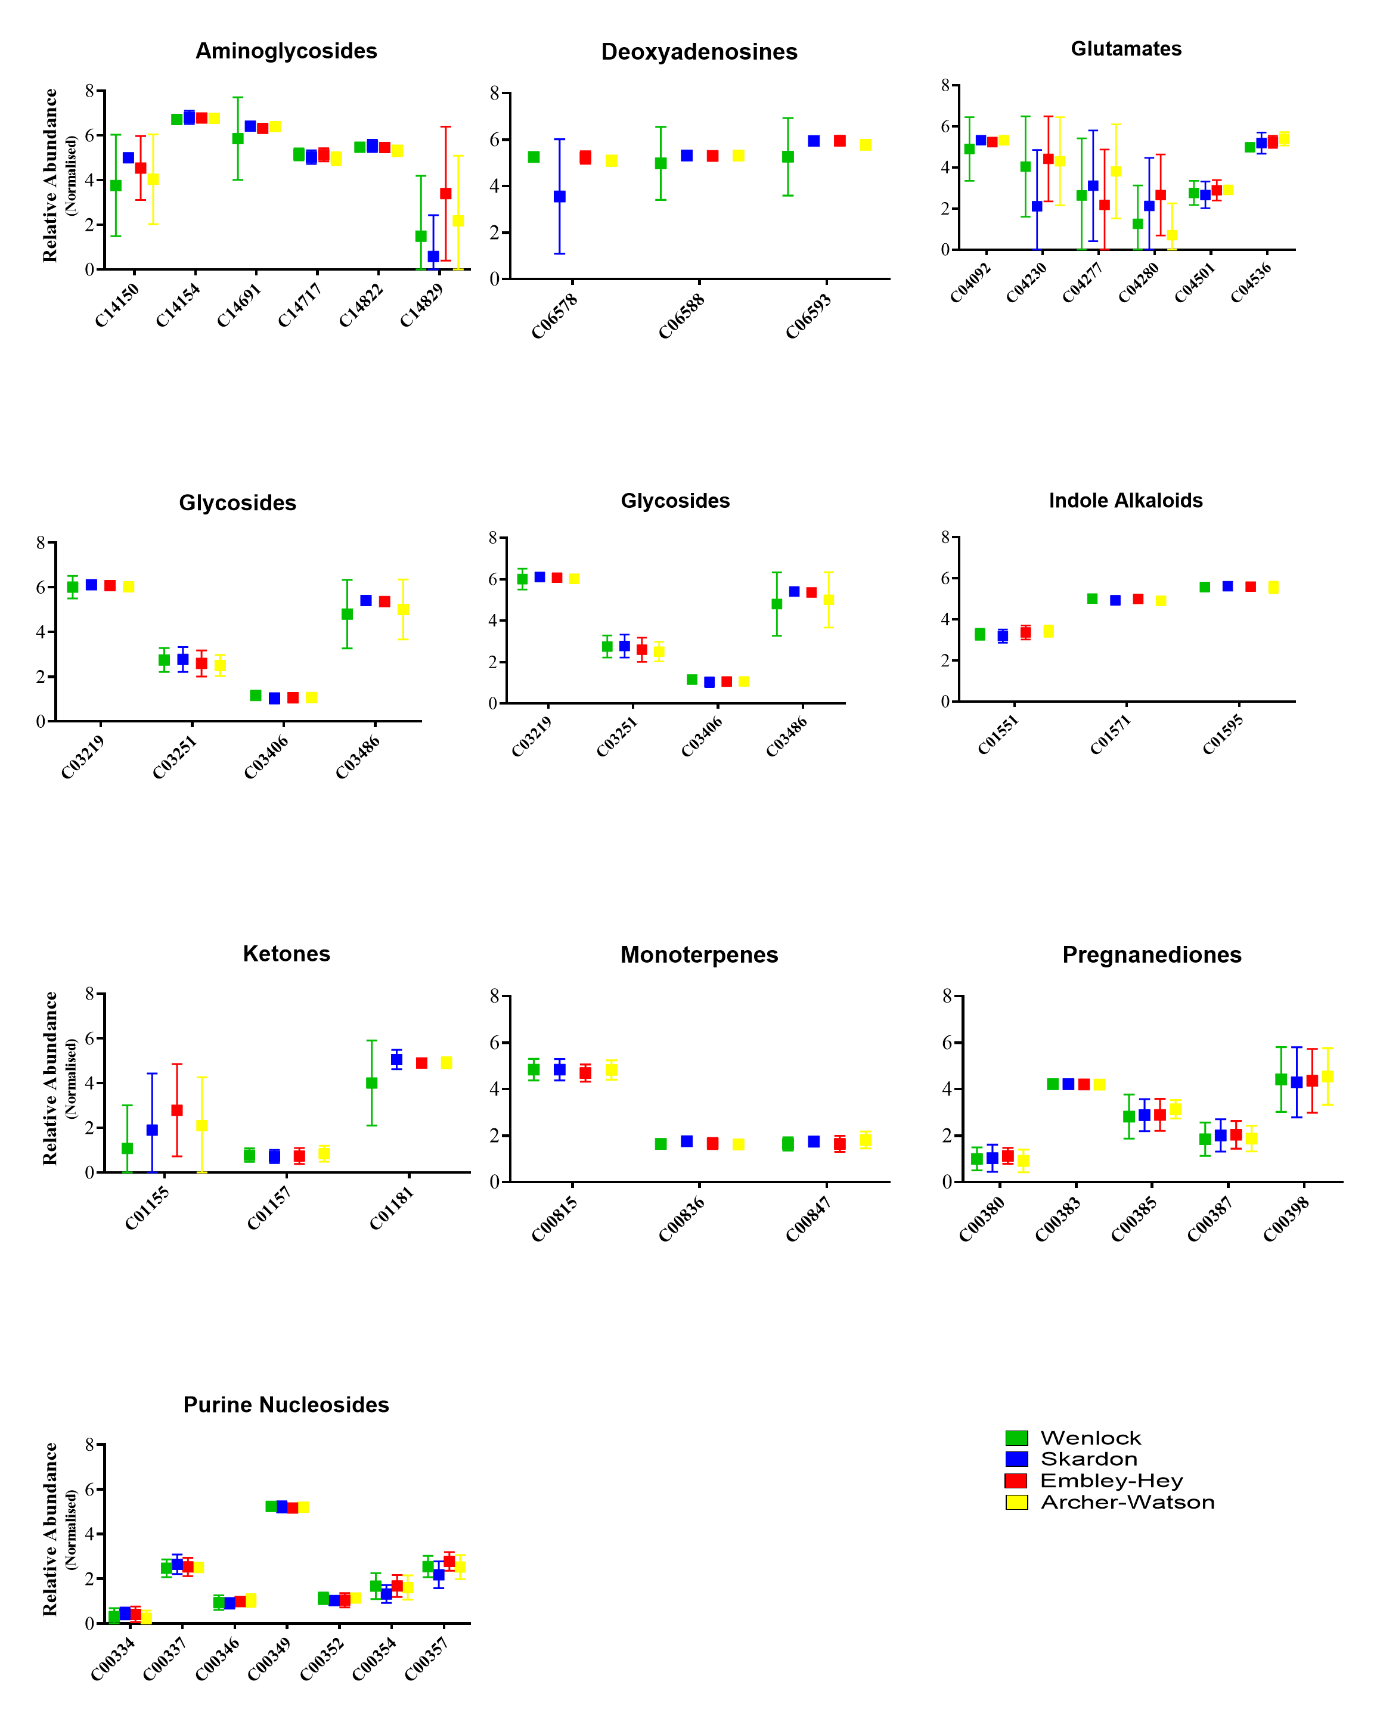 Aminoglycosides
Relative Abundance
(Normalised)
8
6
4
2
0
C14150
C14154
C14691
C14717
C14822
C14829
Deoxyadenosines
8
6
4
2
0
C06578
C06588
C06593
Glutamates
8
6
4
2
0
C04092
C04230
C04277
C04280
C04501
C04536
Glycosides
8
6
4
2
0
C03219
C03251
C03406
C03486
Glycosides
8
6
4
2
0
C03219
C03251
C03406
C03486
Indole Alkaloids
8
6
4
2
0
C01551
C01571
C01595
Ketones
Relative Abundance
(Normalised)
8
6
4
2
0
C01155
C01157
C01181
Monoterpenes
8
6
4
2
0
C00815
C00836
C00847
Pregnanediones
8
6
4
2
0
C00380
C00383
C00385
C00387
C00398
Purine Nucleosides
Relative Abundance
(Normalised)
8
6
4
2
0
C00334
C00337
C00346
C00349
C00352
C00354
C00357
Wenlock
Skardon
Embley-Hey
Archer-Watson